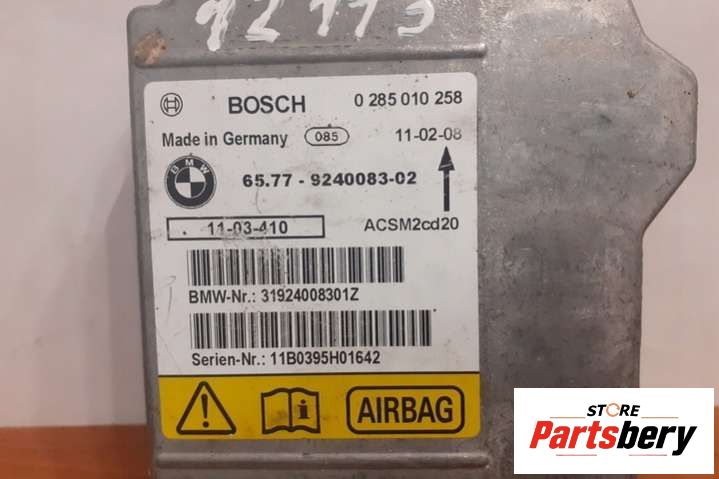 BOSCH 0 285 010 258
Made in Germany 085 11-02-08
BMW
65.77 - 9240083-02
11-03-410 ACSM2cd20
BMW-Nr.: 31924008301Z
Serien-Nr.: 11B0395H01642
AIRBAG
STORE
Partsbery